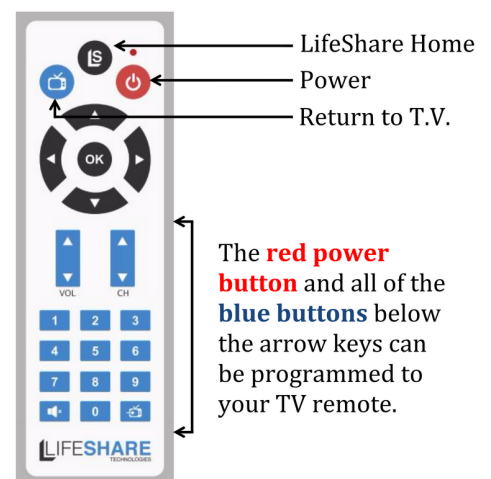 LS
LifeShare Home
Power
Return to T.V.
OK
VOL CH
The red power
button and all of the
blue buttons below
the arrow keys can
be programmed to
your TV remote.
1 2 3
4 5 6
7 8 9
0
LIFESHARE
TECHNOLOGIES